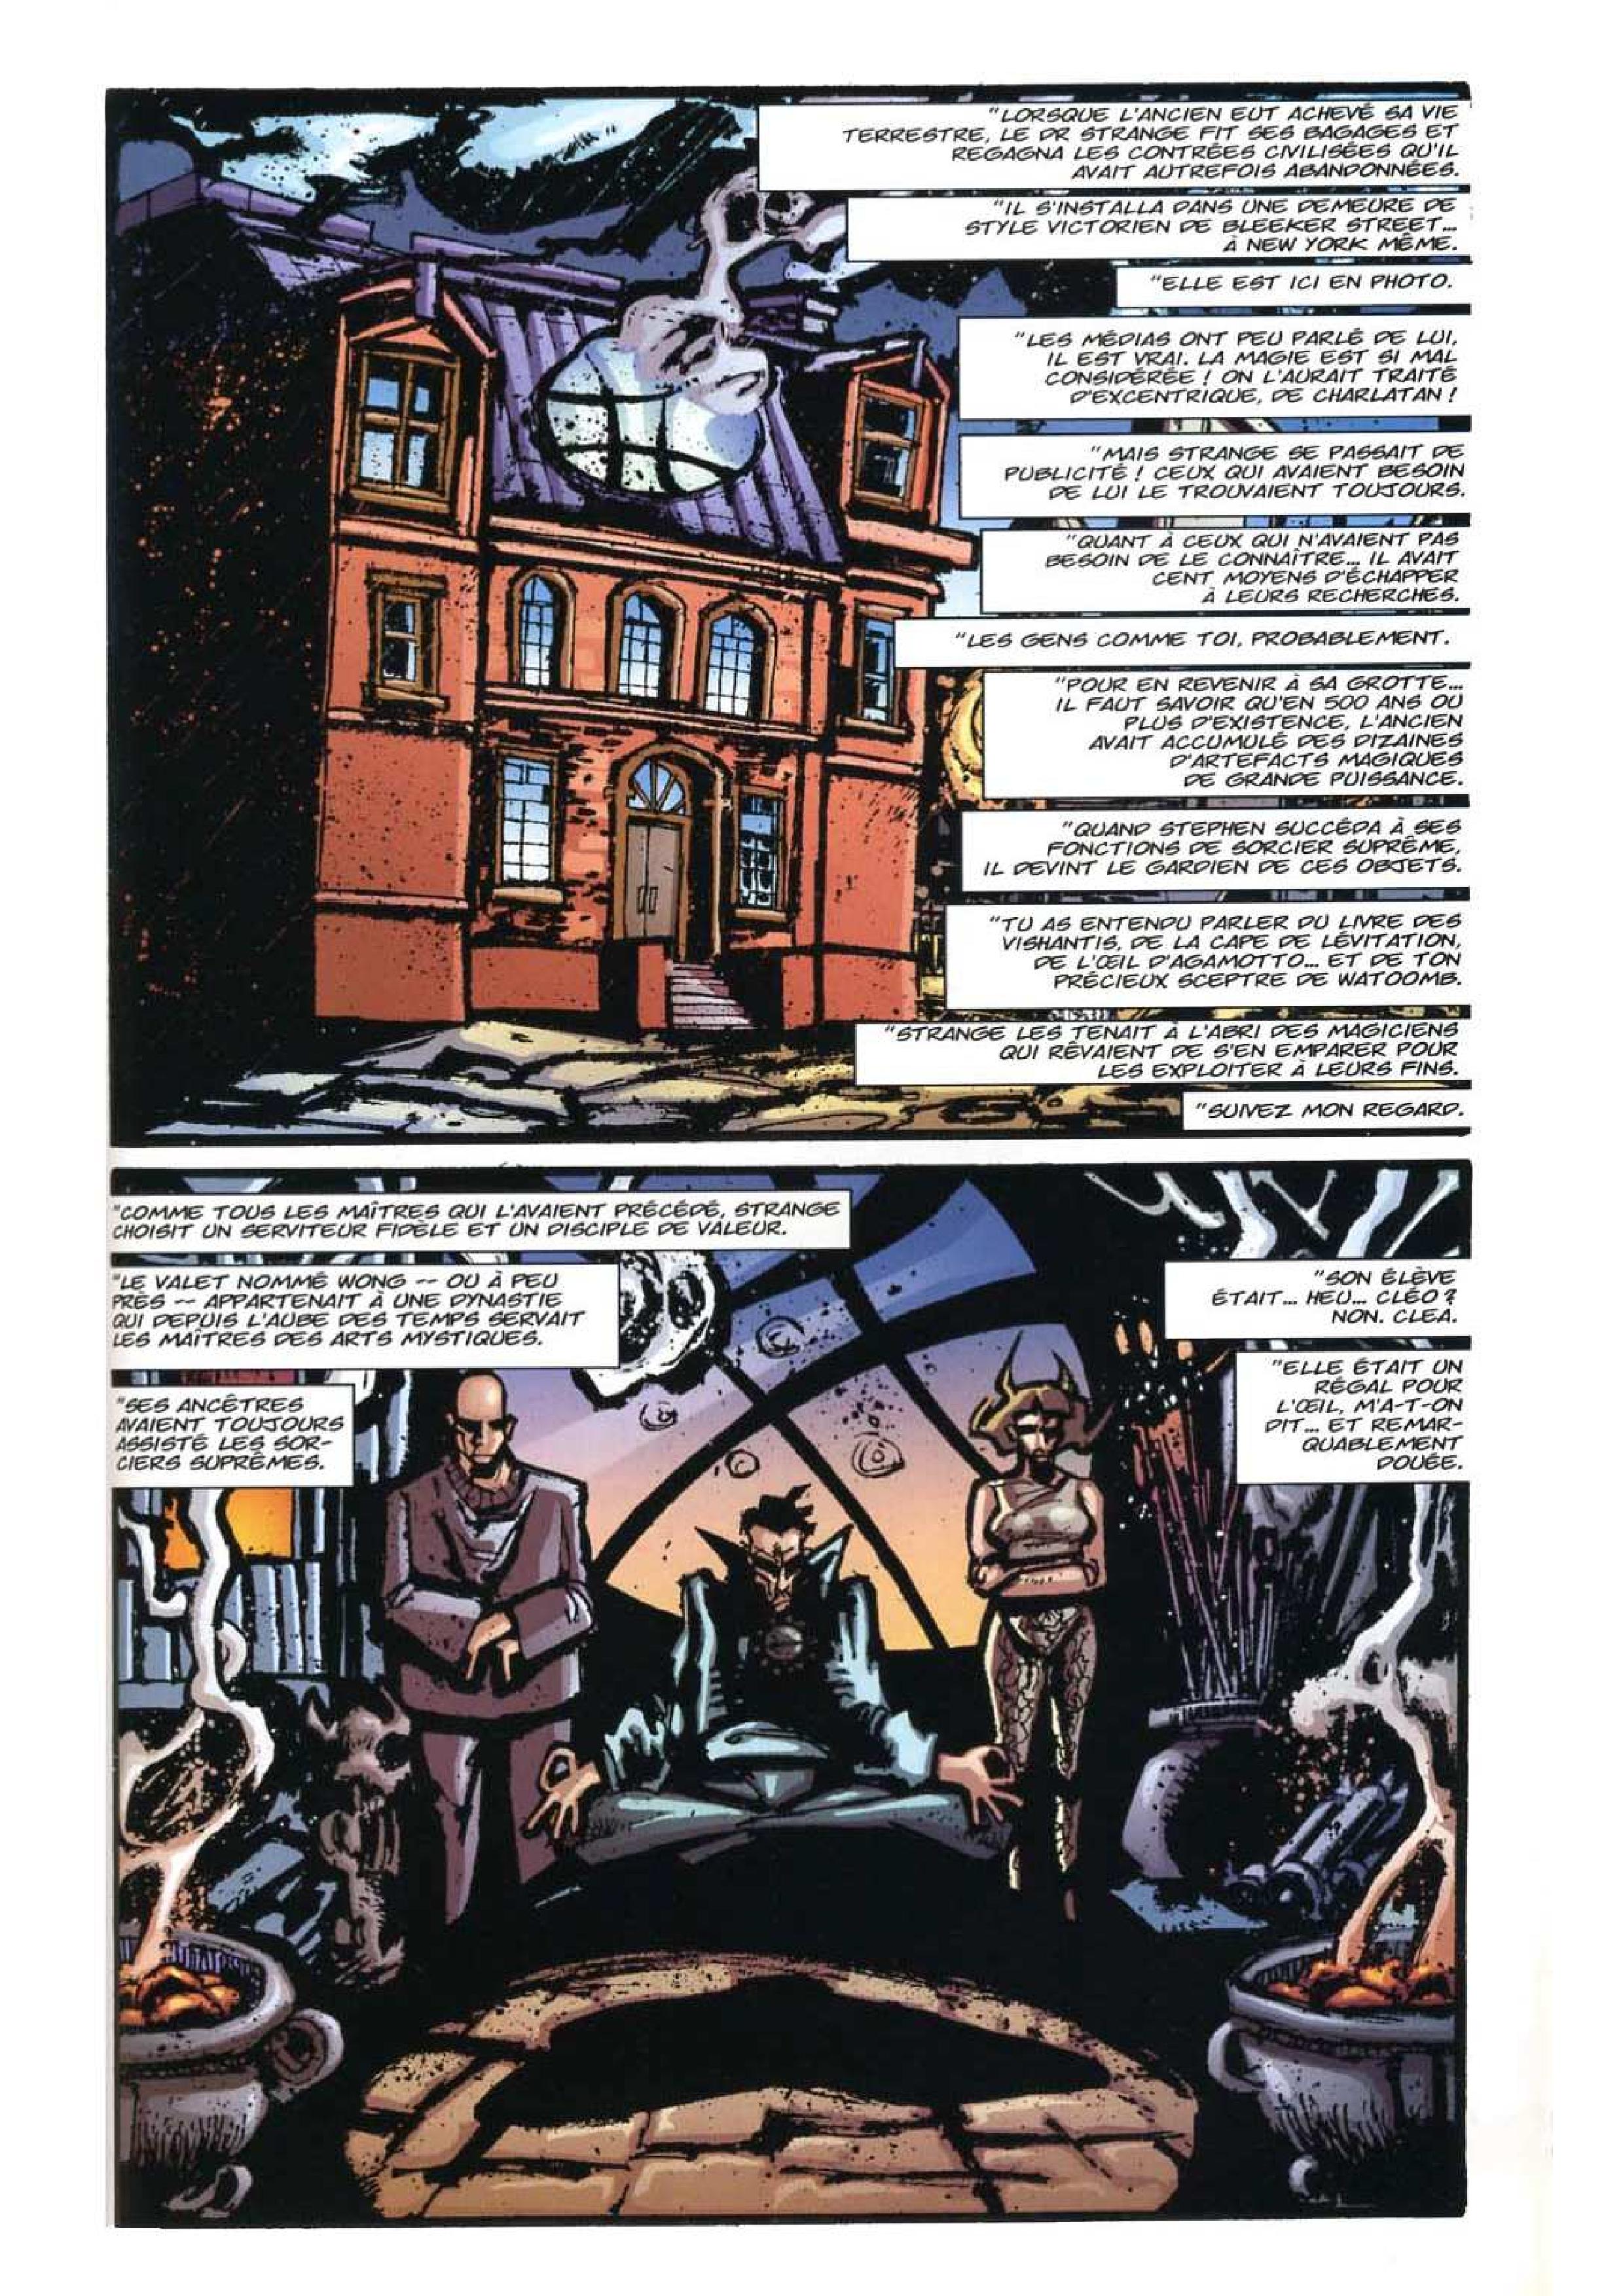 "LORSQUE L'ANCIEN EUT ACHEVÉ SA VIE
TERRESTRE, LE DR STRANGE FIT SES BAGAGES ET
REGAGNA LES CONTRÉES CIVILISÉES QU'IL
AVAIT AUTREFOIS ABANDONNÉES.
"IL S'INSTALLA DANS UNE DEMEURE DE
STYLE VICTORIEN DE BLEEKER STREET...
À NEW YORK MÊME.
"ELLE EST ICI EN PHOTO.
"LES MÉDIAS ONT PEU PARLÉ DE LUI,
IL EST VRAI. LA MAGIE EST SI MAL
CONSIDÉRÉE ! ON L'AURAIT TRAITÉ
D'EXCENTRIQUE, DE CHARLATAN !
"MAIS STRANGE SE PASSAIT DE
PUBLICITÉ ! CEUX QUI AVAIENT BESOIN
DE LUI LE TROUVAIENT TOUJOURS.
"QUANT À CEUX QUI N'AVAIENT PAS
BESOIN DE LE CONNAÎTRE... IL AVAIT
CENT MOYENS D'ÉCHAPPER
À LEURS RECHERCHES.
"LES GENS COMME TOI, PROBABLEMENT.
"POUR EN REVENIR À SA GROTTE...
IL FAUT SAVOIR QU'EN 500 ANS OU
PLUS D'EXISTENCE, L'ANCIEN
AVAIT ACCUMULÉ DES DIZAINES
D'ARTEFACTS MAGIQUES
DE GRANDE PUISSANCE.
"QUAND STEPHEN SUCCÉDA À SES
FONCTIONS DE SORCIER SUPRÊME,
IL DEVINT LE GARDIEN DE CES OBJETS.
"TU AS ENTENDU PARLER DU LIVRE DES
VISHANTIS, DE LA CAPE DE LÉVITATION,
DE L'ŒIL D'AGAMOTTO... ET DE TON
PRÉCIEUX SCEPTRE DE WATOOMB.
"STRANGE LES TENAIT À L'ABRI DES MAGICIENS
QUI RÊVAIENT DE S'EN EMPARER POUR
LES EXPLOITER À LEURS FINS.
"SUIVEZ MON REGARD.
"COMME TOUS LES MAÎTRES QUI L'AVAIENT PRÉCÉDÉ, STRANGE
CHOISIT UN SERVITEUR FIDÈLE ET UN DISCIPLE DE VALEUR.
"LE VALET NOMMÉ WONG -- OU À PEU
PRÈS -- APPARTENAIT À UNE DYNASTIE
QUI DEPUIS L'AUBE DES TEMPS SERVAIT
LES MAÎTRES DES ARTS MYSTIQUES.
"SES ANCÊTRES
AVAIENT TOUJOURS
ASSISTÉ LES SOR-
CIERS SUPRÊMES.
"SON ÉLÈVE
ÉTAIT... HEU... CLÉO ?
NON. CLEA.
"ELLE ÉTAIT UN
RÉGAL POUR
L'ŒIL, M'A-T-ON
DIT... ET REMAR-
QUABLEMENT
DOUÉE.